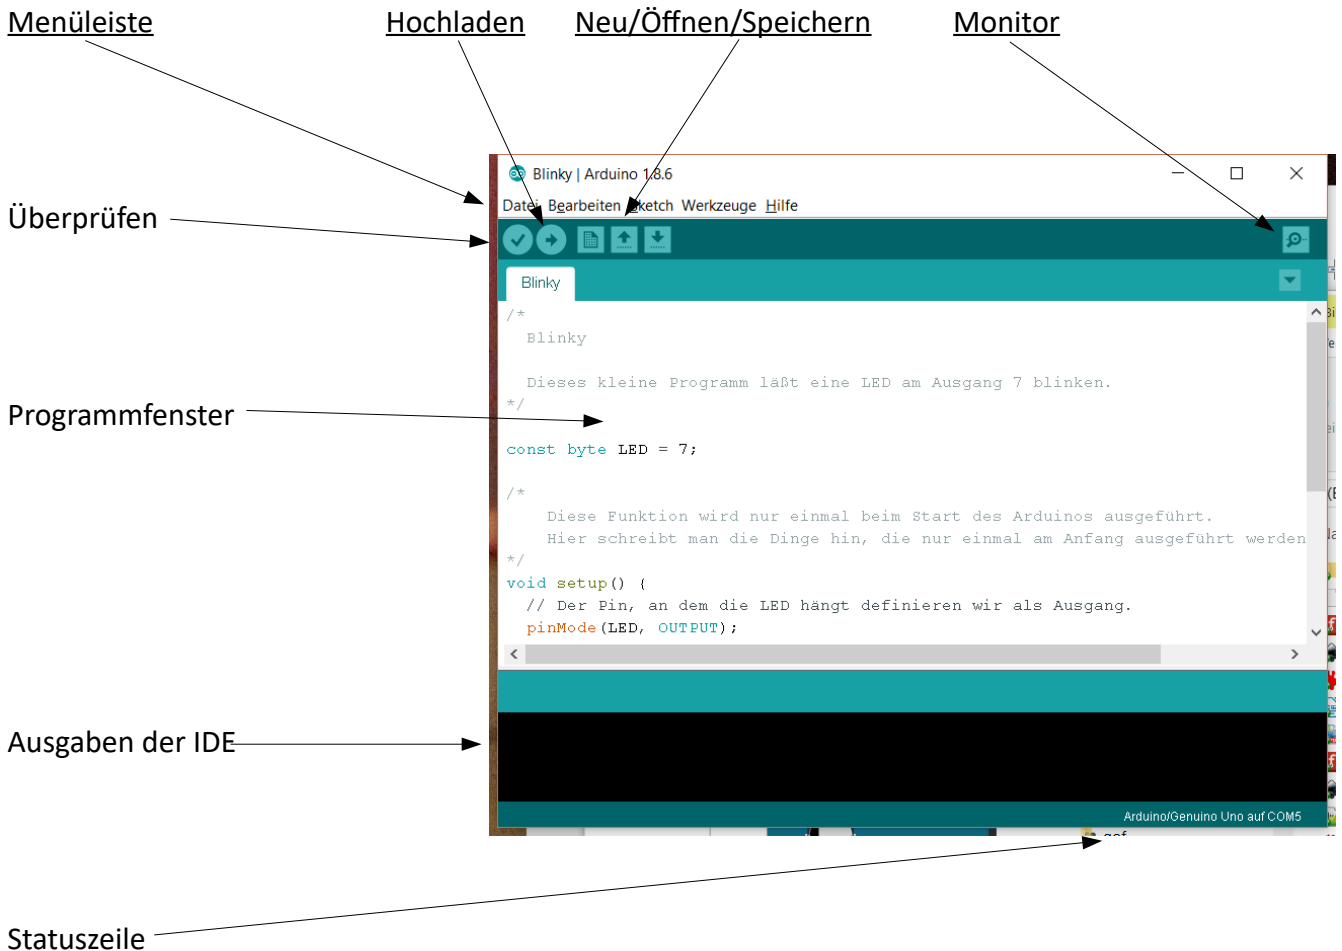 Menüleiste Hochladen Neu/Öffnen/Speichern Monitor
Blinky | Arduino 1.8.6
Datei Bearbeiten Sketch Werkzeuge Hilfe
Überprüfen
Blinky
/*
Blinky
Dieses kleine Programm läßt eine LED am Ausgang 7 blinken.
*/
Programmfenster
const byte LED = 7;
/*
Diese Funktion wird nur einmal beim Start des Arduinos ausgeführt.
Hier schreibt man die Dinge hin, die nur einmal am Anfang ausgeführt werden
*/
void setup() {
// Der Pin, an dem die LED hängt definieren wir als Ausgang.
pinMode(LED, OUTPUT);
Ausgaben der IDE
Arduino/Genuino Uno auf COM5
Statuszeile